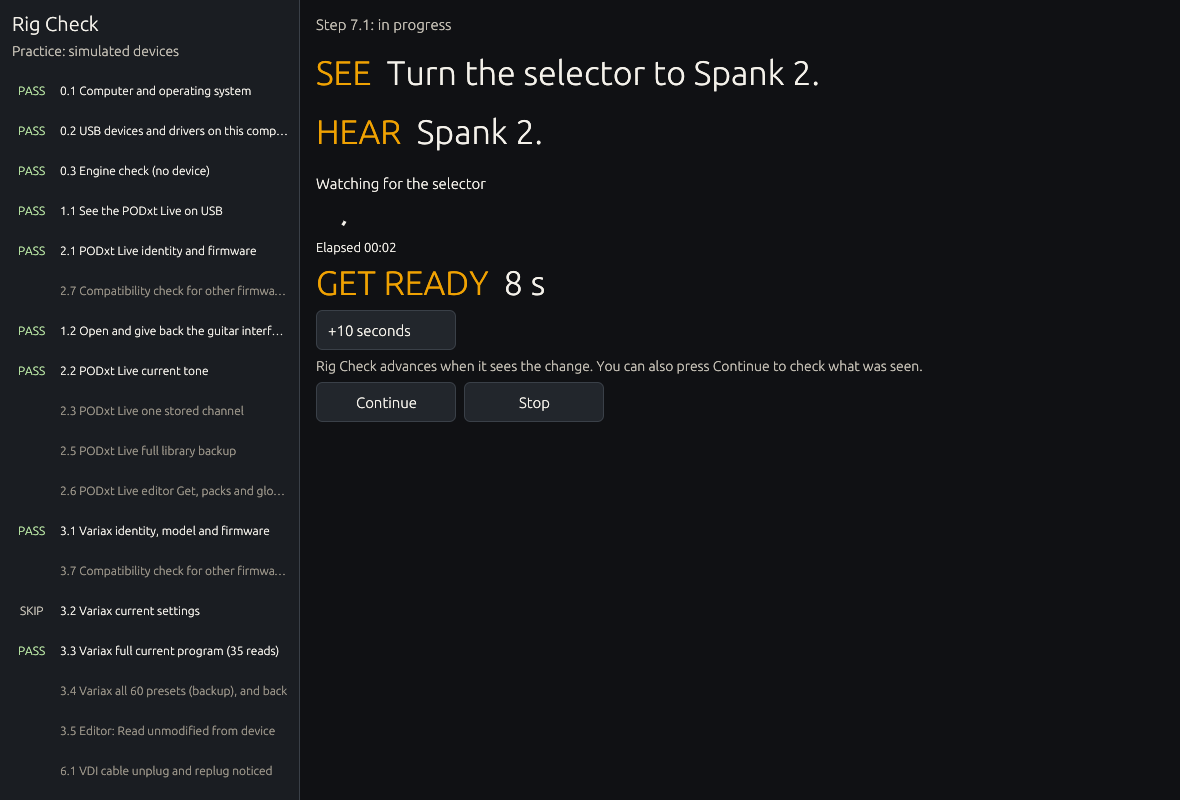 Rig Check
Practice: simulated devices
PASS 0.1 Computer and operating system
PASS 0.2 USB devices and drivers on this comp...
PASS 0.3 Engine check (no device)
PASS 1.1 See the PODxt Live on USB
PASS 2.1 PODxt Live identity and firmware
2.7 Compatibility check for other firmwa...
PASS 1.2 Open and give back the guitar interf...
PASS 2.2 PODxt Live current tone
2.3 PODxt Live one stored channel
2.5 PODxt Live full library backup
2.6 PODxt Live editor Get, packs and glo...
PASS 3.1 Variax identity, model and firmware
3.7 Compatibility check for other firmwa...
SKIP 3.2 Variax current settings
PASS 3.3 Variax full current program (35 reads)
3.4 Variax all 60 presets (backup), and back
3.5 Editor: Read unmodified from device
6.1 VDI cable unplug and replug noticed
Step 7.1: in progress
SEE Turn the selector to Spank 2.
HEAR Spank 2.
Watching for the selector
Elapsed 00:02
GET READY 8 s
+10 seconds
Rig Check advances when it sees the change. You can also press Continue to check what was seen.
Continue Stop